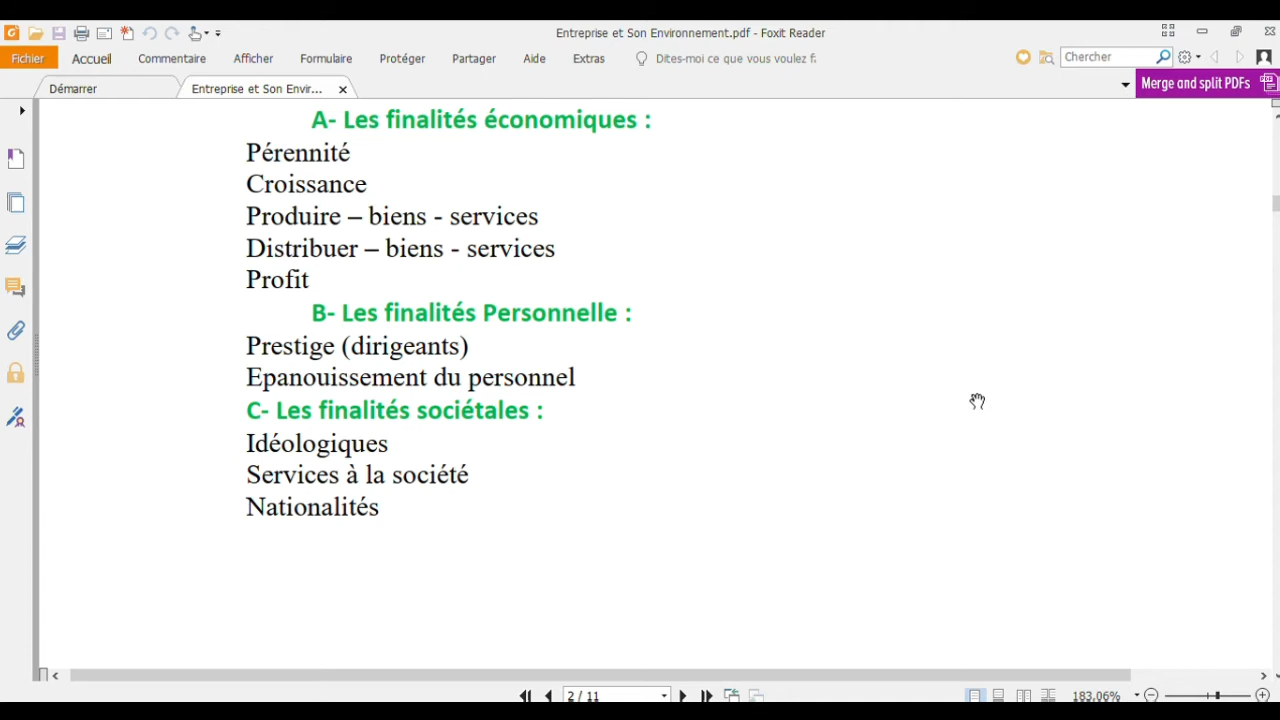 Entreprise et Son Environnement.pdf - Foxit Reader
Fichier Accueil Commentaire Afficher Formulaire Protéger Partager Aide Extras Dites-moi ce que vous voulez f. Chercher
Démarrer Entreprise et Son Envir... Merge and split PDFs
A- Les finalités économiques :
Pérennité
Croissance
Produire – biens - services
Distribuer – biens - services
Profit
B- Les finalités Personnelle :
Prestige (dirigeants)
Epanouissement du personnel
C- Les finalités sociétales :
Idéologiques
Services à la société
Nationalités
2 / 11 183,06%